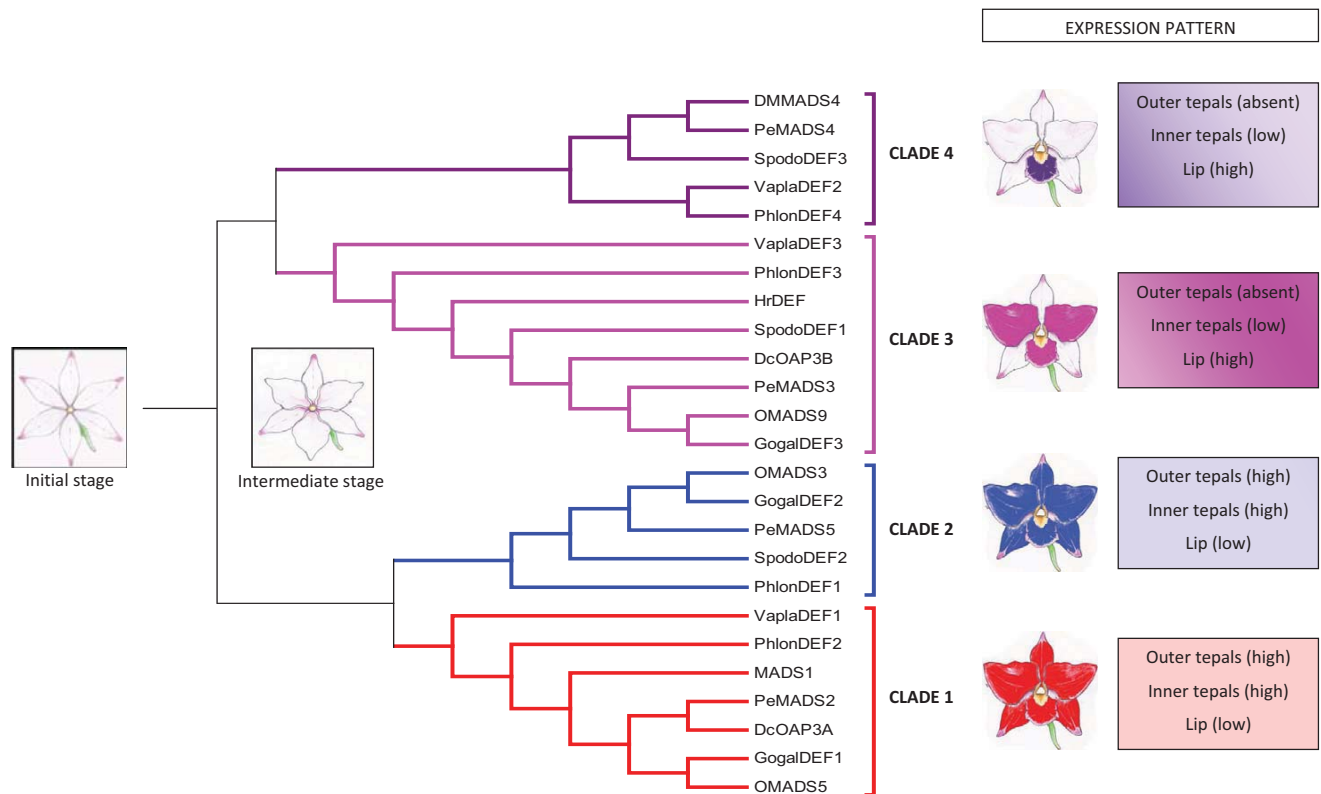 EXPRESSION PATTERN
DMMADS4
PeMADS4
SpodoDEF3
VaplaDEF2
PhlonDEF4
CLADE 4
Outer tepals (absent)
Inner tepals (low)
Lip (high)
VaplaDEF3
PhlonDEF3
HrDEF
SpodoDEF1
DcOAP3B
PeMADS3
OMADS9
GogalDEF3
CLADE 3
Outer tepals (absent)
Inner tepals (low)
Lip (high)
Initial stage
Intermediate stage
OMADS3
GogalDEF2
PeMADS5
SpodoDEF2
PhlonDEF1
CLADE 2
Outer tepals (high)
Inner tepals (high)
Lip (low)
VaplaDEF1
PhlonDEF2
MADS1
PeMADS2
DcOAP3A
GogalDEF1
OMADS5
CLADE 1
Outer tepals (high)
Inner tepals (high)
Lip (low)